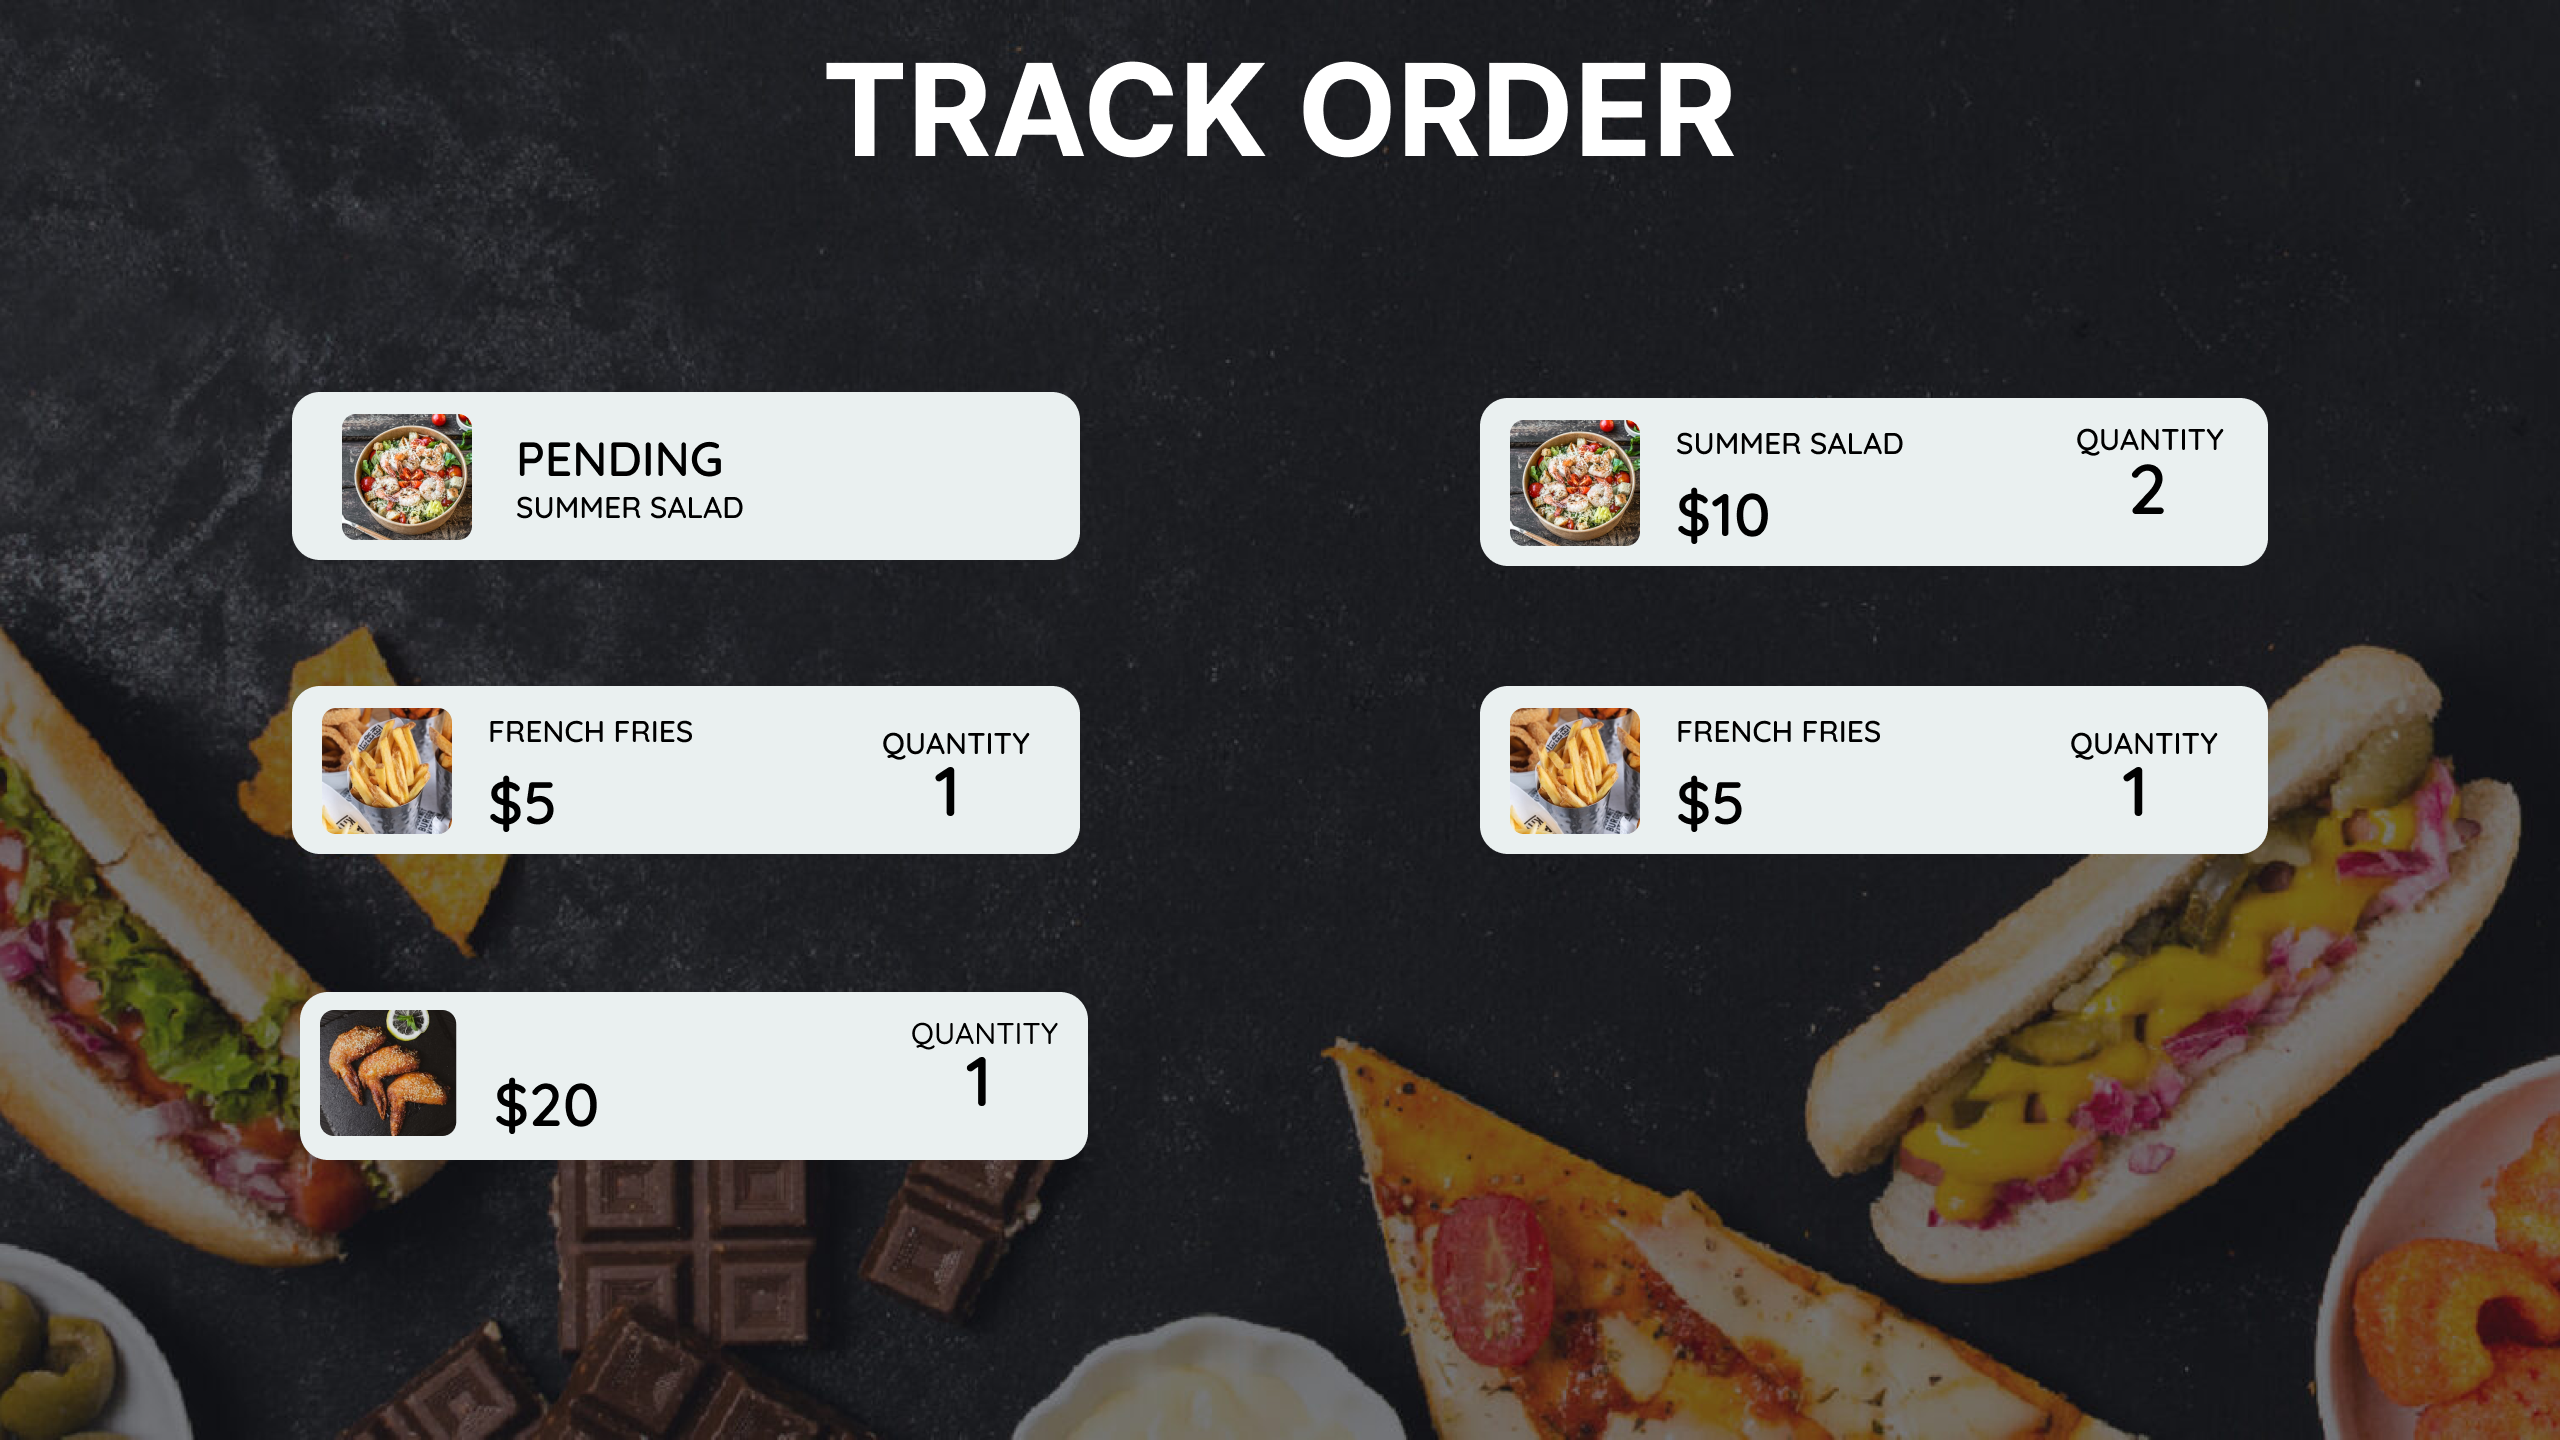 TRACK ORDER
PENDING
SUMMER SALAD
SUMMER SALAD
$10
QUANTITY
2
FRENCH FRIES
$5
QUANTITY
1
FRENCH FRIES
$5
QUANTITY
1
$20
QUANTITY
1